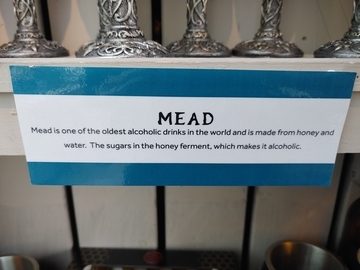 MEAD
Mead is one of the oldest alcoholic drinks in the world and is made from honey and
water. The sugars in the honey ferment, which makes it alcoholic.